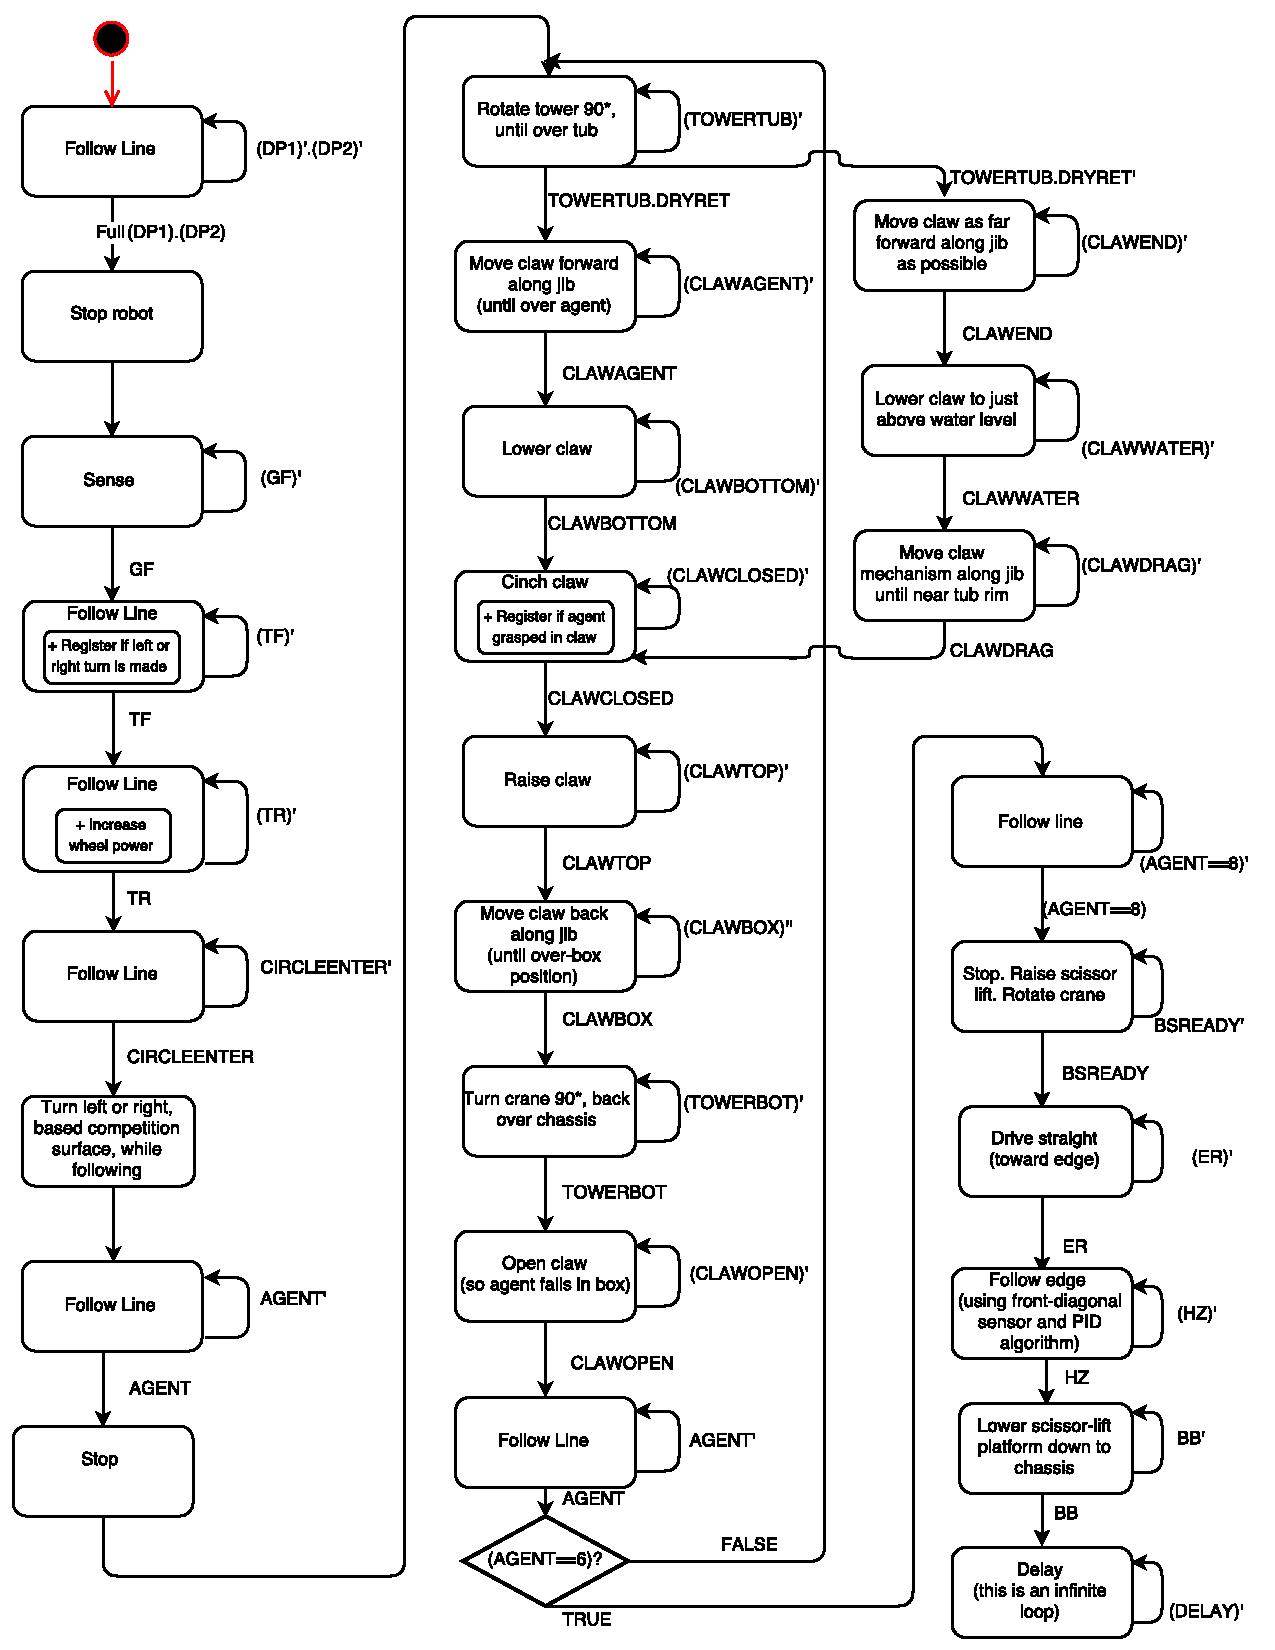 Follow Line
(DP1)'.(DP2)'
Full(DP1).(DP2)
Stop robot
Sense
(GF)'
GF
Follow Line
+ Register if left or
right turn is made
(TF)'
TF
Follow Line
+ Increase
wheel power
(TR)'
TR
Follow Line
CIRCLEENTER'
CIRCLEENTER
Turn left or right,
based competition
surface, while
following
Follow Line
AGENT'
AGENT
Stop
Rotate tower 90*,
until over tub
(TOWERTUB)'
TOWERTUB.DRYRET
Move claw forward
along jib
(until over agent)
(CLAWAGENT)'
CLAWAGENT
Lower claw
(CLAWBOTTOM)'
CLAWBOTTOM
Cinch claw
+ Register if agent
grasped in claw
(CLAWCLOSED)'
CLAWCLOSED
Raise claw
(CLAWTOP)'
CLAWTOP
Move claw back
along jib
(until over-box
position)
(CLAWBOX)''
CLAWBOX
Turn crane 90*, back
over chassis
(TOWERBOT)'
TOWERBOT
Open claw
(so agent falls in box)
(CLAWOPEN)'
CLAWOPEN
Follow Line
AGENT'
AGENT
(AGENT==6)?
FALSE
TRUE
TOWERTUB.DRYRET'
Move claw as far
forward along jib
as possible
(CLAWEND)'
CLAWEND
Lower claw to just
above water level
(CLAWWATER)'
CLAWWATER
Move claw
mechanism along jib
until near tub rim
(CLAWDRAG)'
CLAWDRAG
Follow line
(AGENT==8)'
(AGENT==8)
Stop. Raise scissor
lift. Rotate crane
BSREADY'
BSREADY
Drive straight
(toward edge)
(ER)'
ER
Follow edge
(using front-diagonal
sensor and PID
algorithm)
(HZ)'
HZ
Lower scissor-lift
platform down to
chassis
BB'
BB
Delay
(this is an infinite
loop)
(DELAY)'